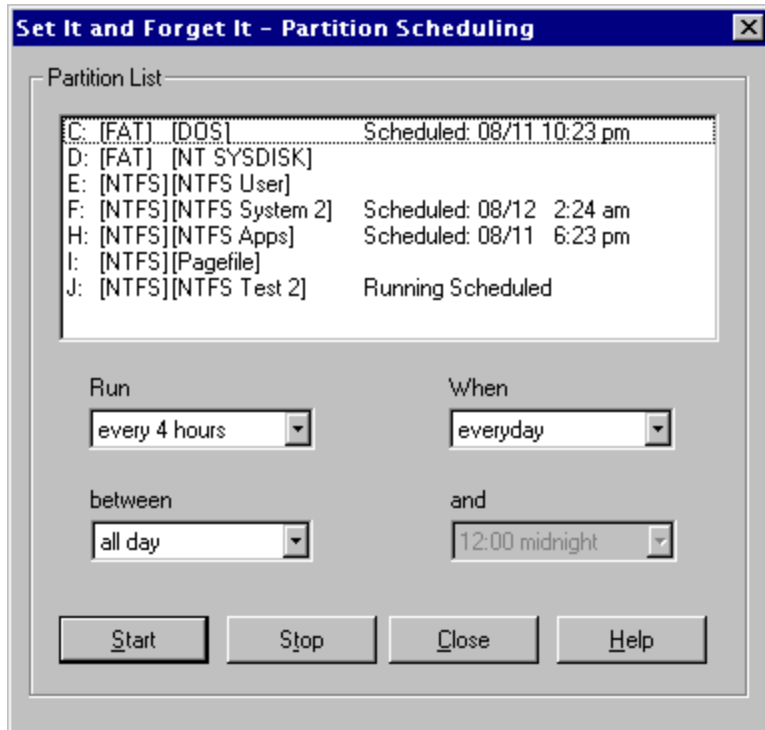 Set It and Forget It - Partition Scheduling
Partition List
C: [FAT] [DOS] Scheduled: 08/11 10:23 pm
D: [FAT] [NT SYSDISK]
E: [NTFS][NTFS User]
F: [NTFS][NTFS System 2] Scheduled: 08/12 2:24 am
H: [NTFS][NTFS Apps] Scheduled: 08/11 6:23 pm
I: [NTFS][Pagefile]
J: [NTFS][NTFS Test 2] Running Scheduled
Run When
every 4 hours everyday
between and
all day 12:00 midnight
Start Stop Close Help